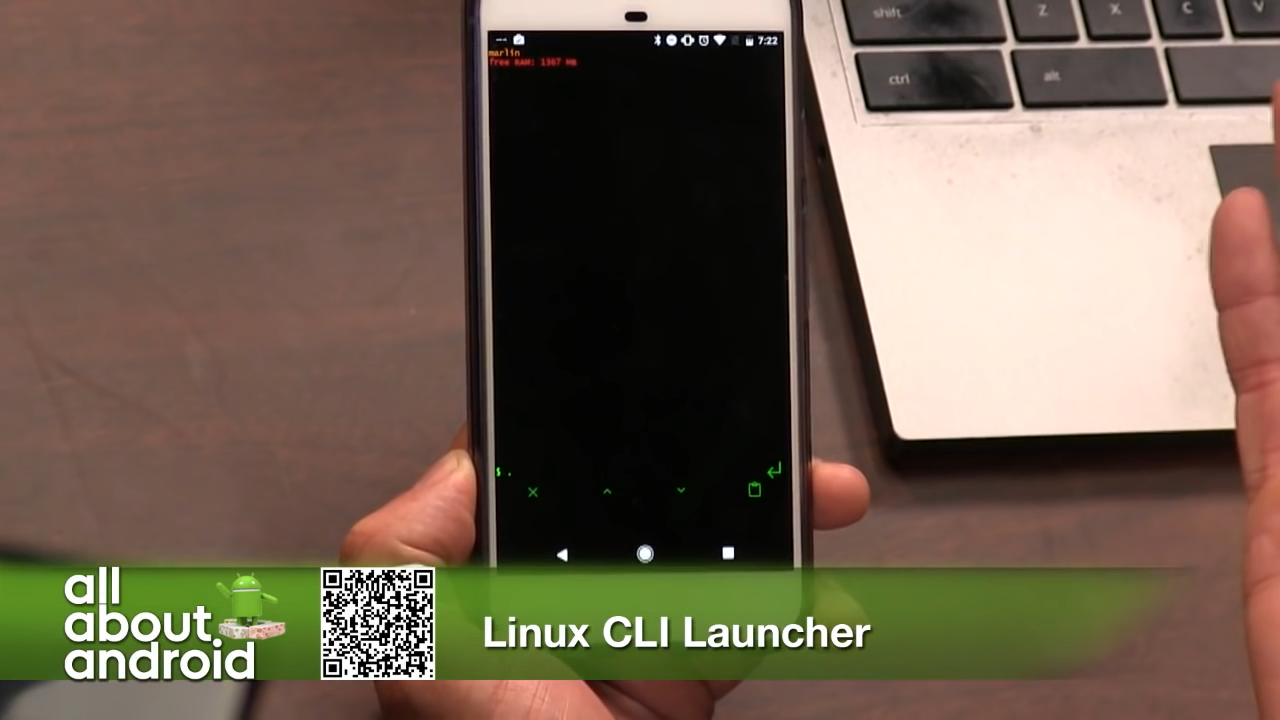 shift
Z
X
C
V
ctrl
alt
7:22
marlin
free RAM: 1367 MB
$
all
about
android
Linux CLI Launcher